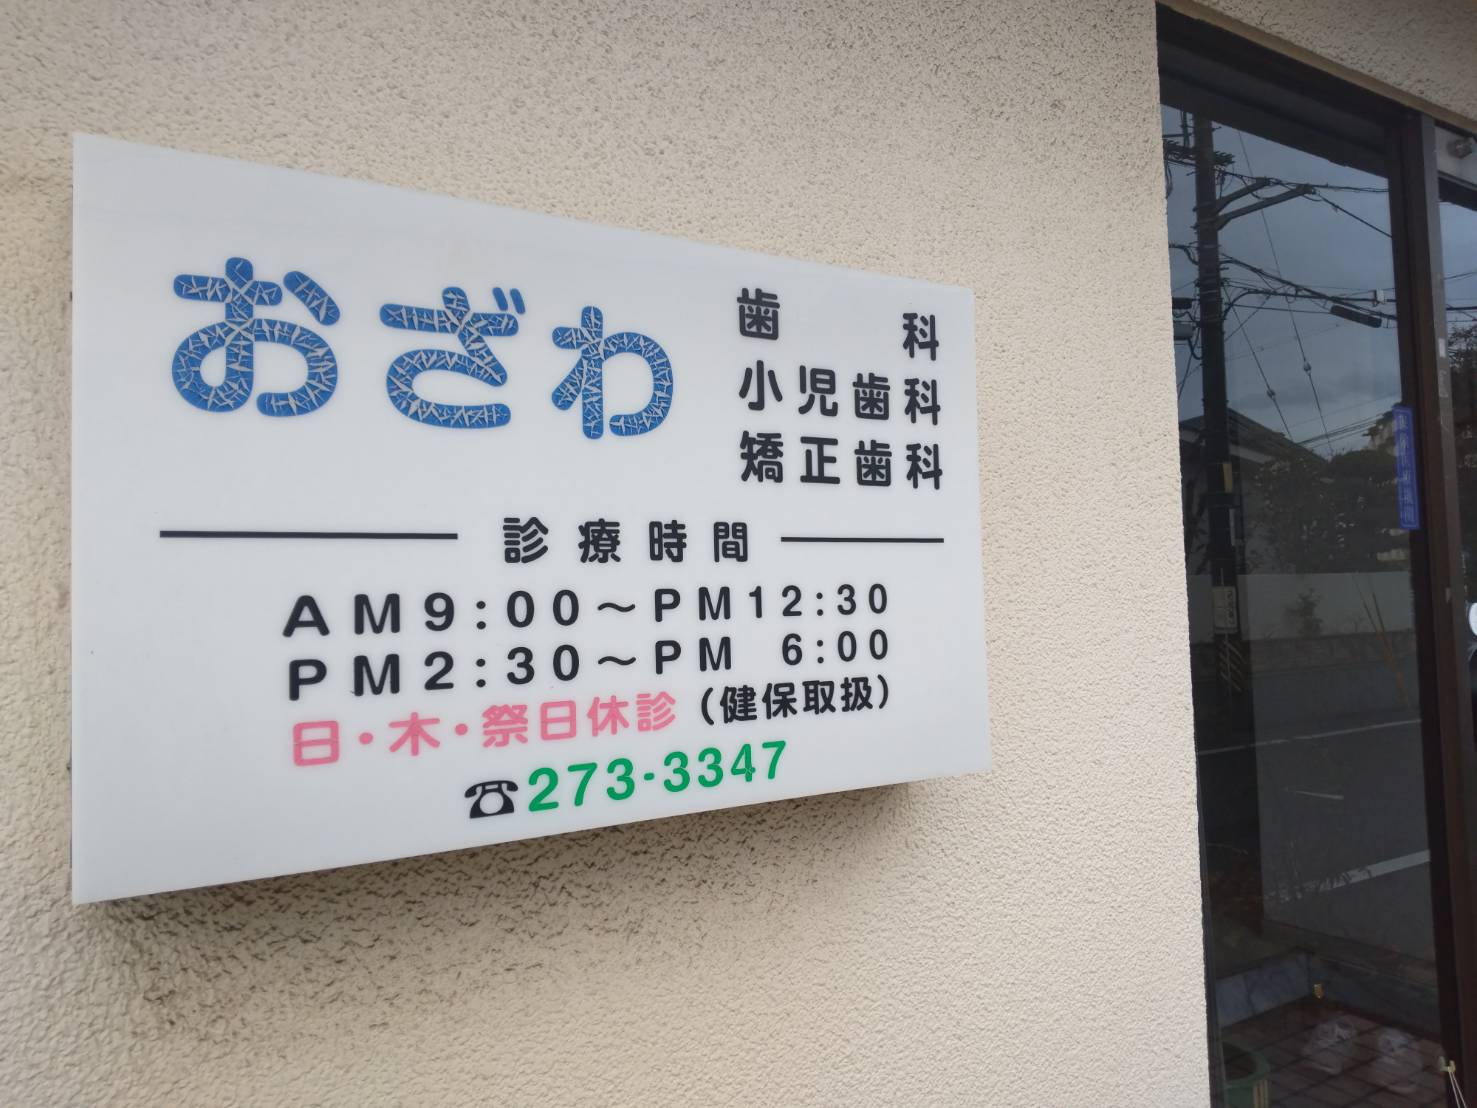 おざわ
歯科
小児歯科
矯正歯科
診療時間
AM9:00〜PM12:30
PM2:30〜PM 6:00
日・木・祭日休診(健保取扱)
☎273-3347